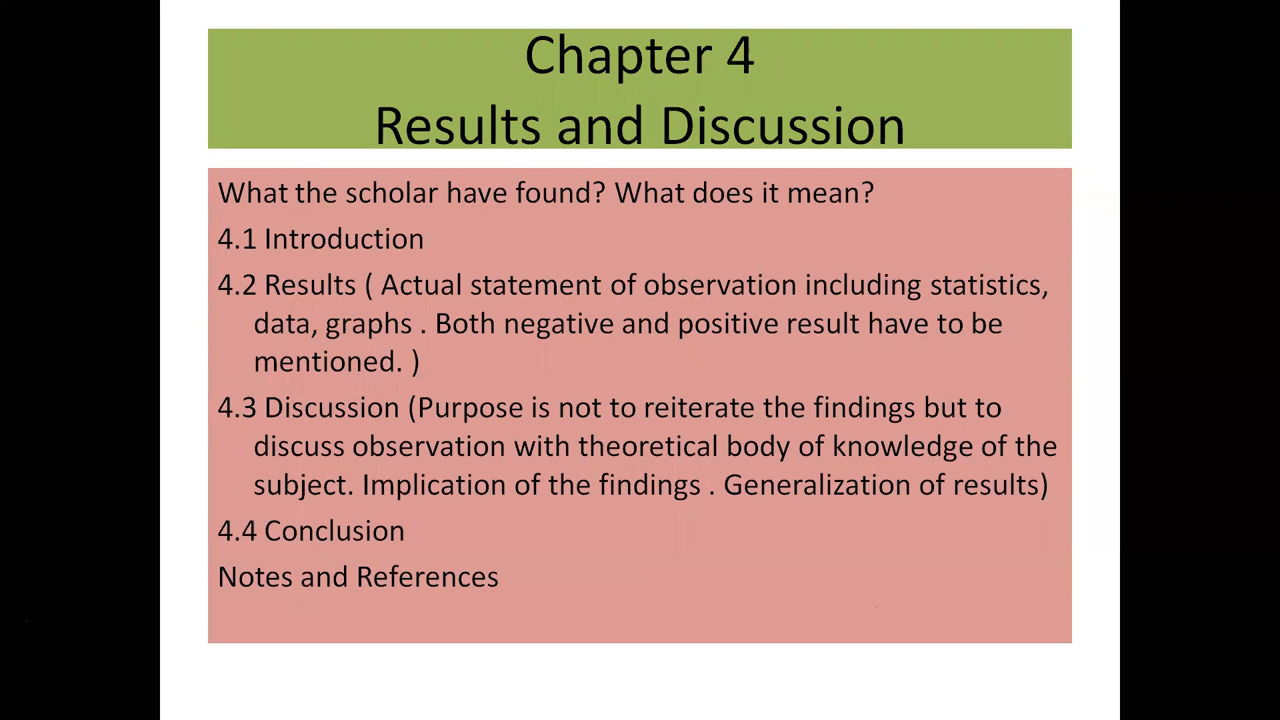 Chapter 4
Results and Discussion
What the scholar have found? What does it mean?
4.1 Introduction
4.2 Results ( Actual statement of observation including statistics,
data, graphs . Both negative and positive result have to be
mentioned. )
4.3 Discussion (Purpose is not to reiterate the findings but to
discuss observation with theoretical body of knowledge of the
subject. Implication of the findings . Generalization of results)
4.4 Conclusion
Notes and References